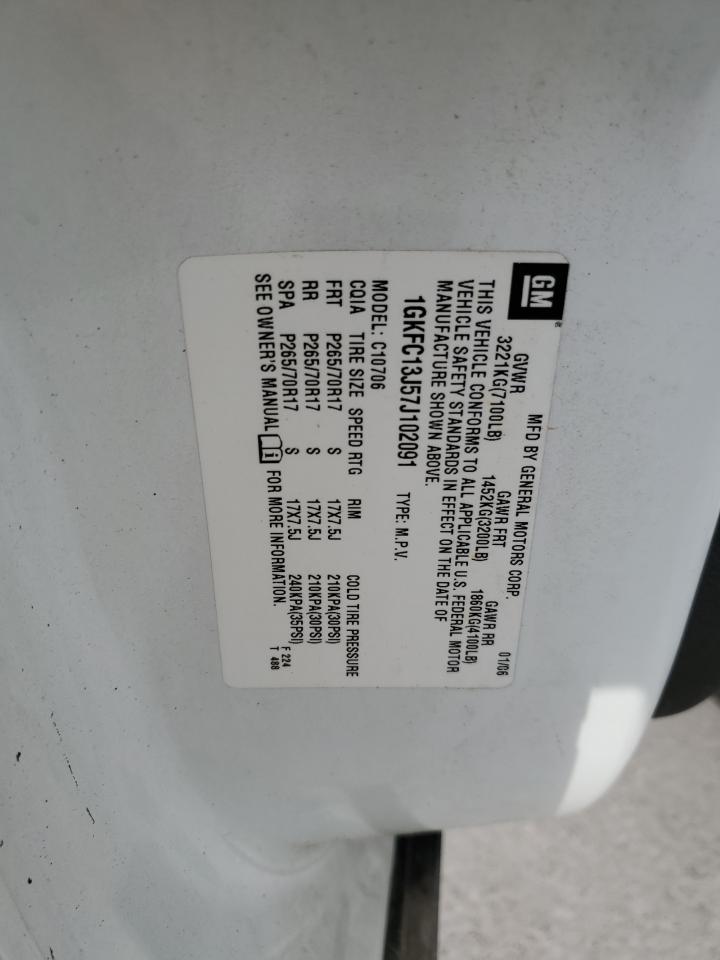 GM
®
MFD BY GENERAL MOTORS CORP. 01/06
GVWR GAWR FRT GAWR RR
3221KG(7100LB) 1452KG(3200LB) 1860KG(4100LB)
THIS VEHICLE CONFORMS TO ALL APPLICABLE U.S. FEDERAL MOTOR
VEHICLE SAFETY STANDARDS IN EFFECT ON THE DATE OF
MANUFACTURE SHOWN ABOVE.
1GKFC13J57J102091 TYPE: M.P.V.
MODEL: C10706
CQIA TIRE SIZE SPEED RTG RIM COLD TIRE PRESSURE
FRT P265/70R17 S 17X7.5J 210KPA(30PSI)
RR P265/70R17 S 17X7.5J 210KPA(30PSI)
SPA P265/70R17 S 17X7.5J 240KPA(35PSI)
SEE OWNER'S MANUAL i FOR MORE INFORMATION.
F 224
T 488